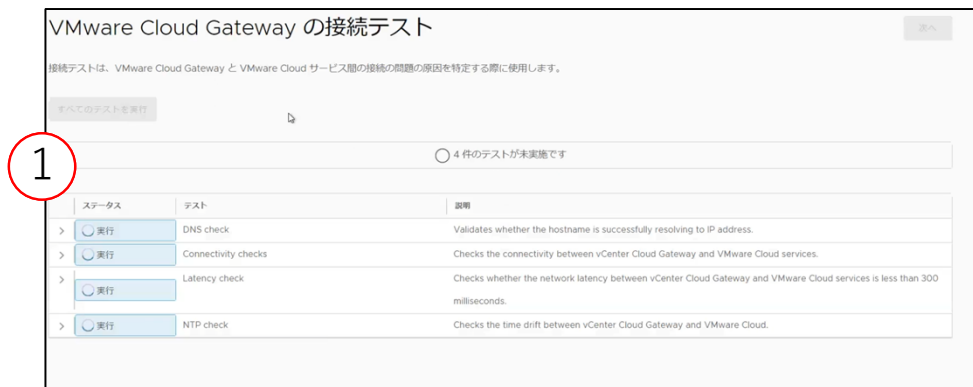 VMware Cloud Gateway の接続テスト
次へ
接続テストは、VMware Cloud Gateway と VMware Cloud サービス間の接続の問題の原因を特定する際に使用します。
すべてのテストを実行
1
4 件のテストが未実施です
ステータス テスト 説明
実行 DNS check Validates whether the hostname is successfully resolving to IP address.
実行 Connectivity checks Checks the connectivity between vCenter Cloud Gateway and VMware Cloud services.
実行 Latency check Checks whether the network latency between vCenter Cloud Gateway and VMware Cloud services is less than 300
milliseconds.
実行 NTP check Checks the time drift between vCenter Cloud Gateway and VMware Cloud.